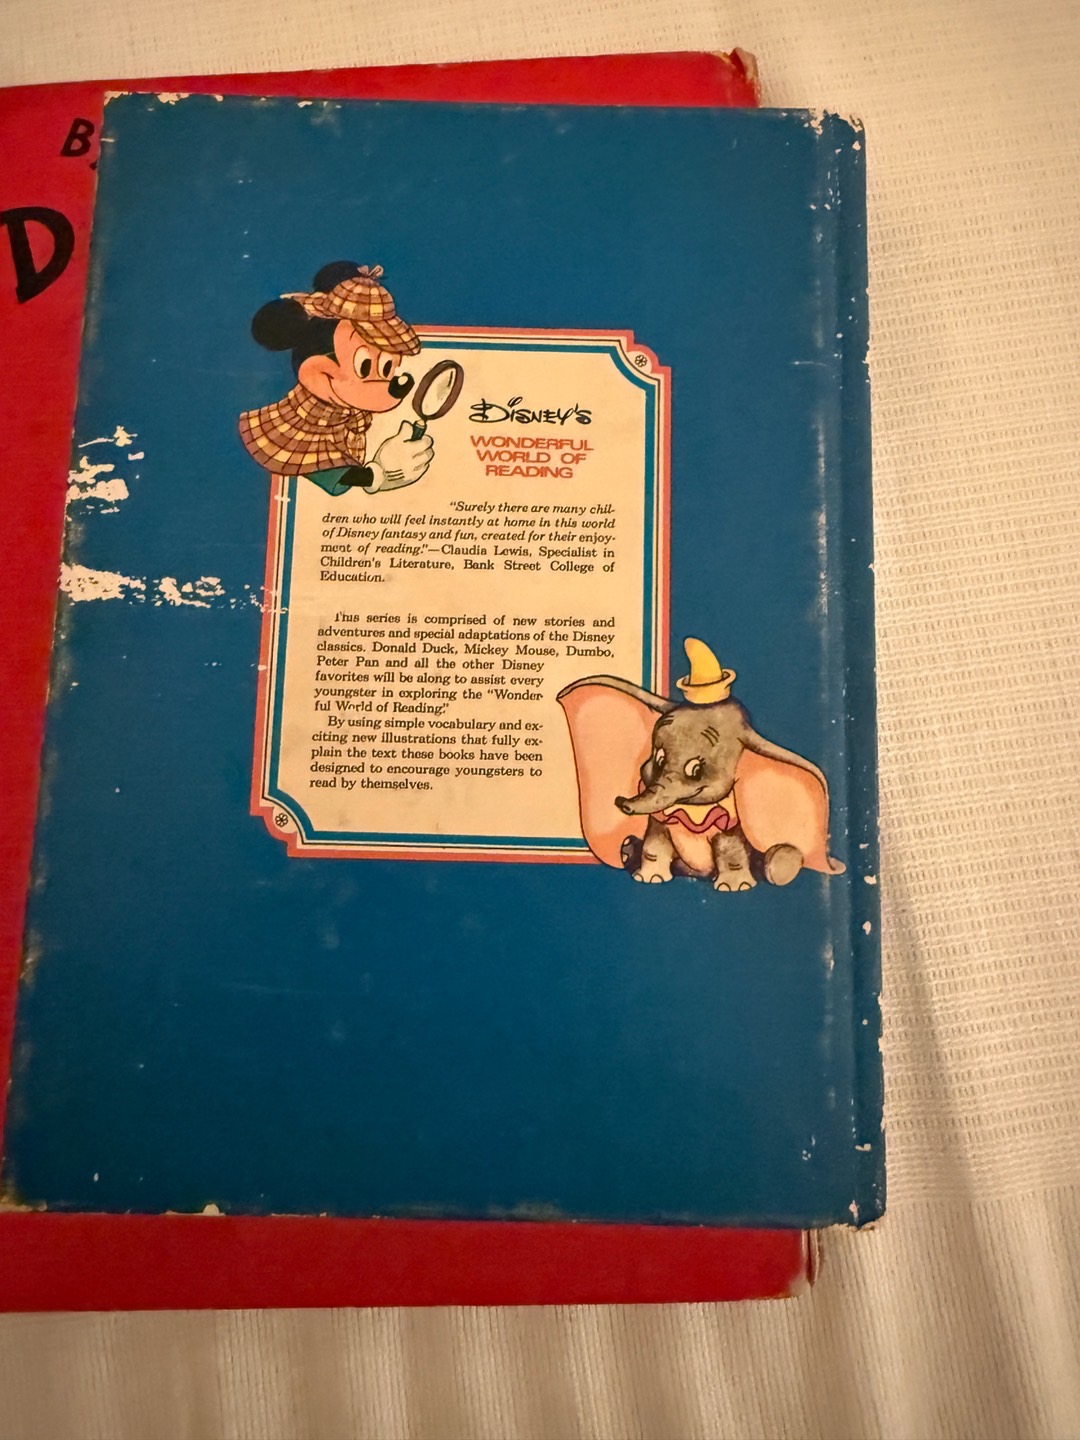 B
D
DISNEY'S
WONDERFUL
WORLD OF
READING
"Surely there are many chil-
dren who will feel instantly at home in this world
of Disney fantasy and fun, created for their enjoy-
ment of reading."—Claudia Lewis, Specialist in
Children's Literature, Bank Street College of
Education.
This series is comprised of new stories and
adventures and special adaptations of the Disney
classics. Donald Duck, Mickey Mouse, Dumbo,
Peter Pan and all the other Disney
favorites will be along to assist every
youngster in exploring the "Wonder-
ful World of Reading."
By using simple vocabulary and ex-
citing new illustrations that fully ex-
plain the text these books have been
designed to encourage youngsters to
read by themselves.